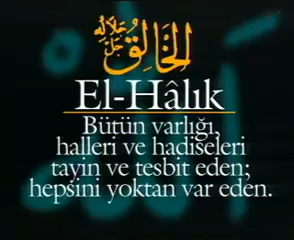 الخالق جل جلاله
El-Hâlık
Bütün varlığı,
halleri ve hadiseleri
tayin ve tesbit eden;
hepsini yoktan var eden.